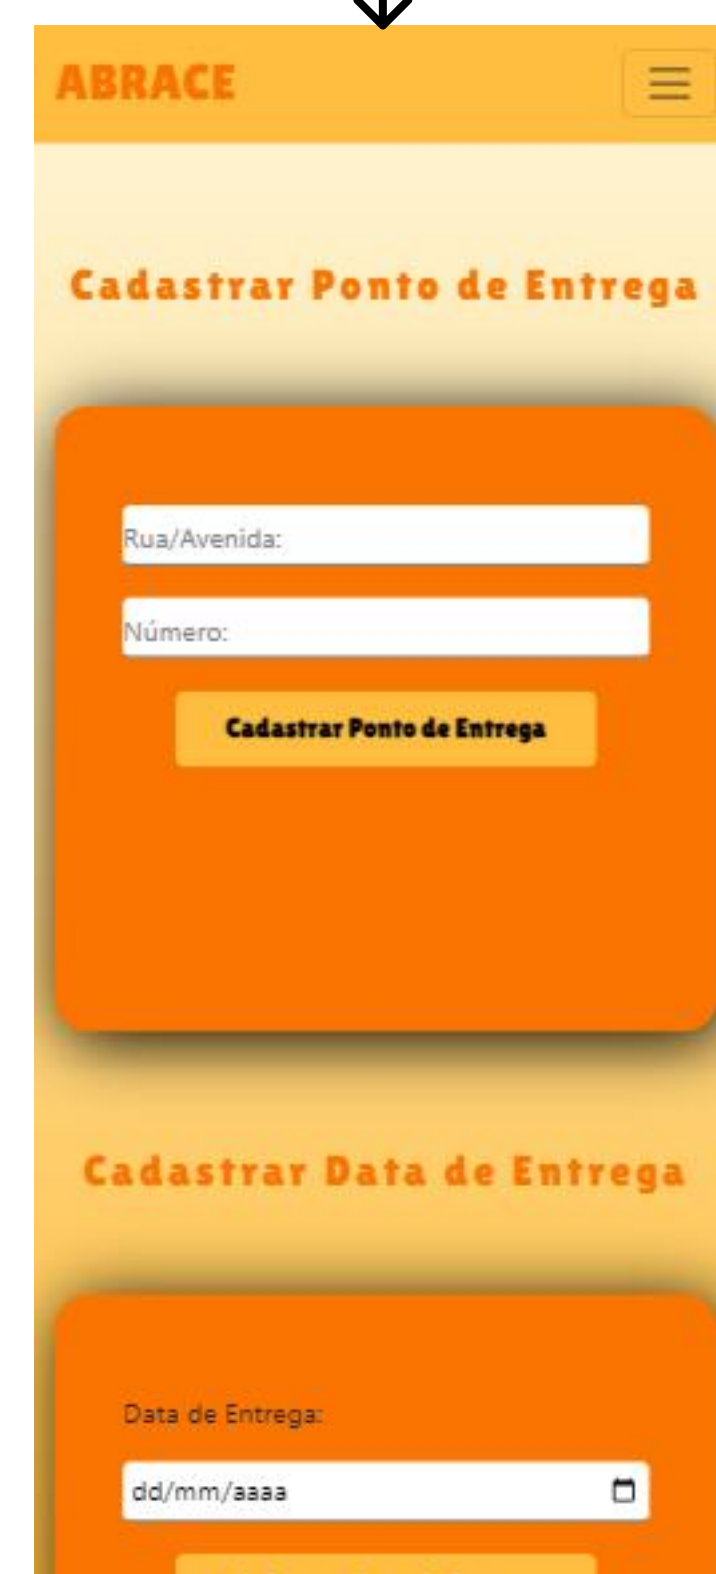 ABRACE
Cadastrar Ponto de Entrega
Rua/Avenida:
Número:
Cadastrar Ponto de Entrega
Cadastrar Data de Entrega
Data de Entrega:
dd/mm/aaaa